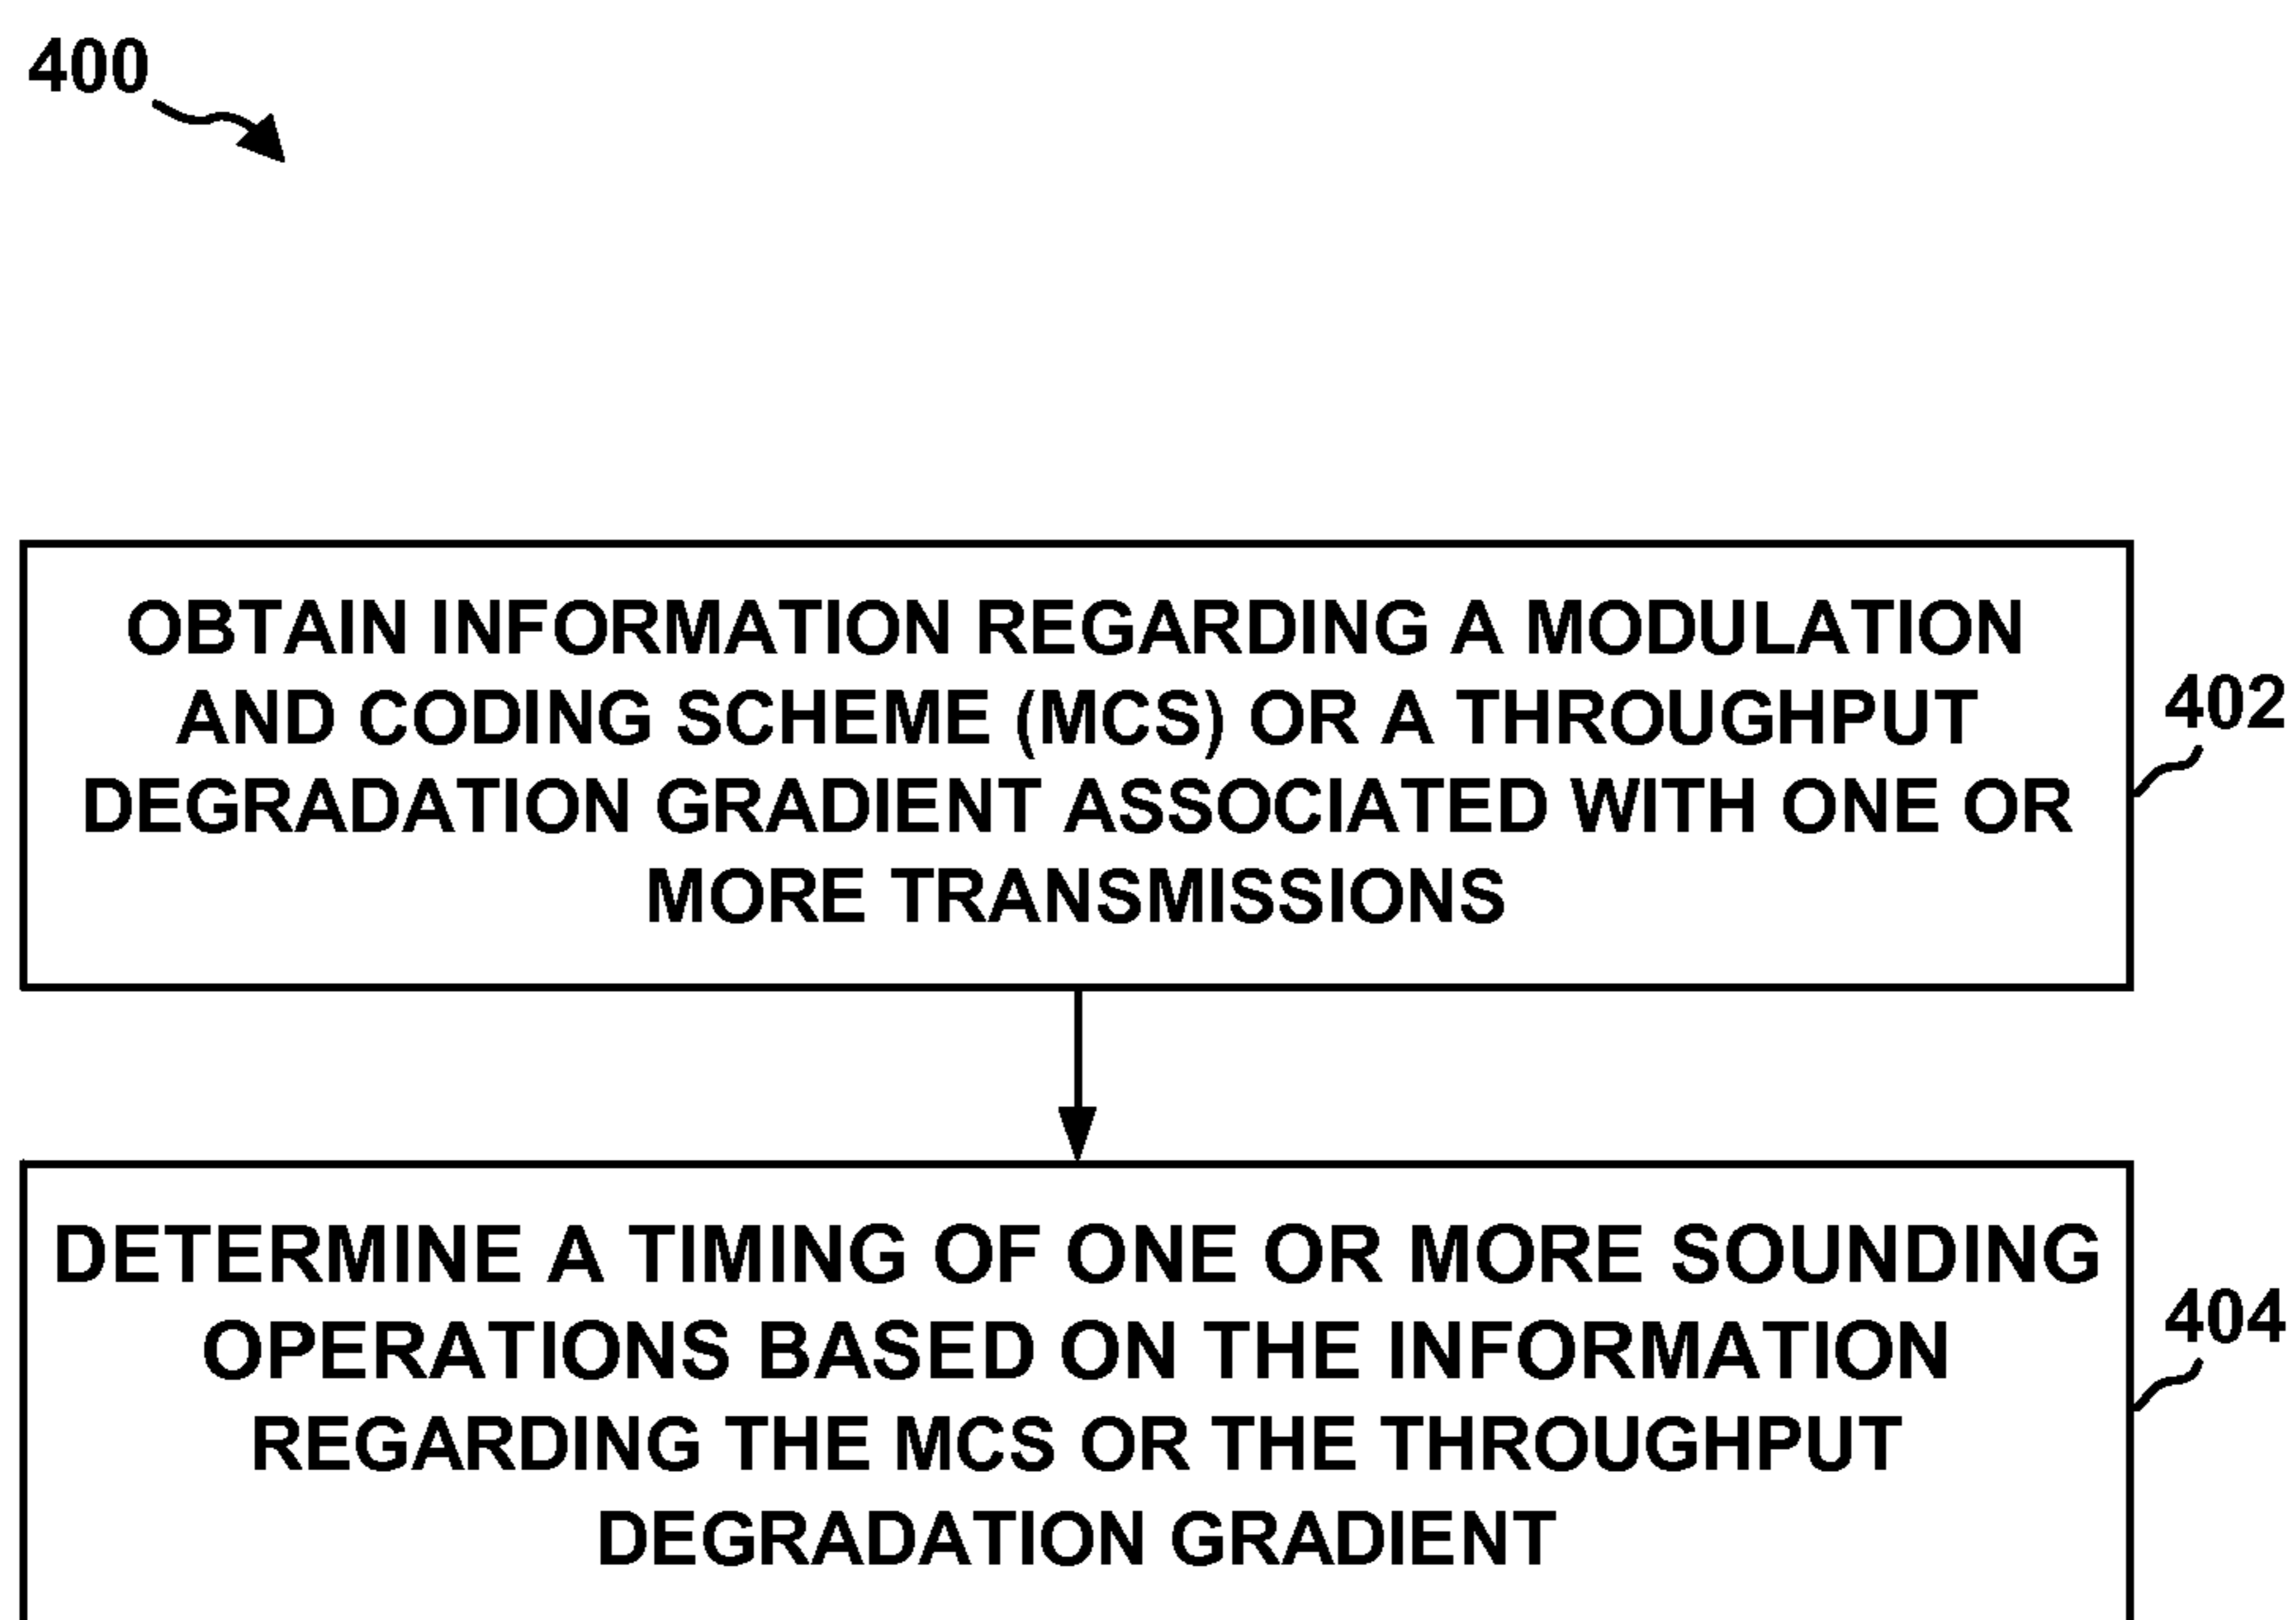 400
OBTAIN INFORMATION REGARDING A MODULATION
AND CODING SCHEME (MCS) OR A THROUGHPUT
DEGRADATION GRADIENT ASSOCIATED WITH ONE OR
MORE TRANSMISSIONS
402
DETERMINE A TIMING OF ONE OR MORE SOUNDING
OPERATIONS BASED ON THE INFORMATION
REGARDING THE MCS OR THE THROUGHPUT
DEGRADATION GRADIENT
404